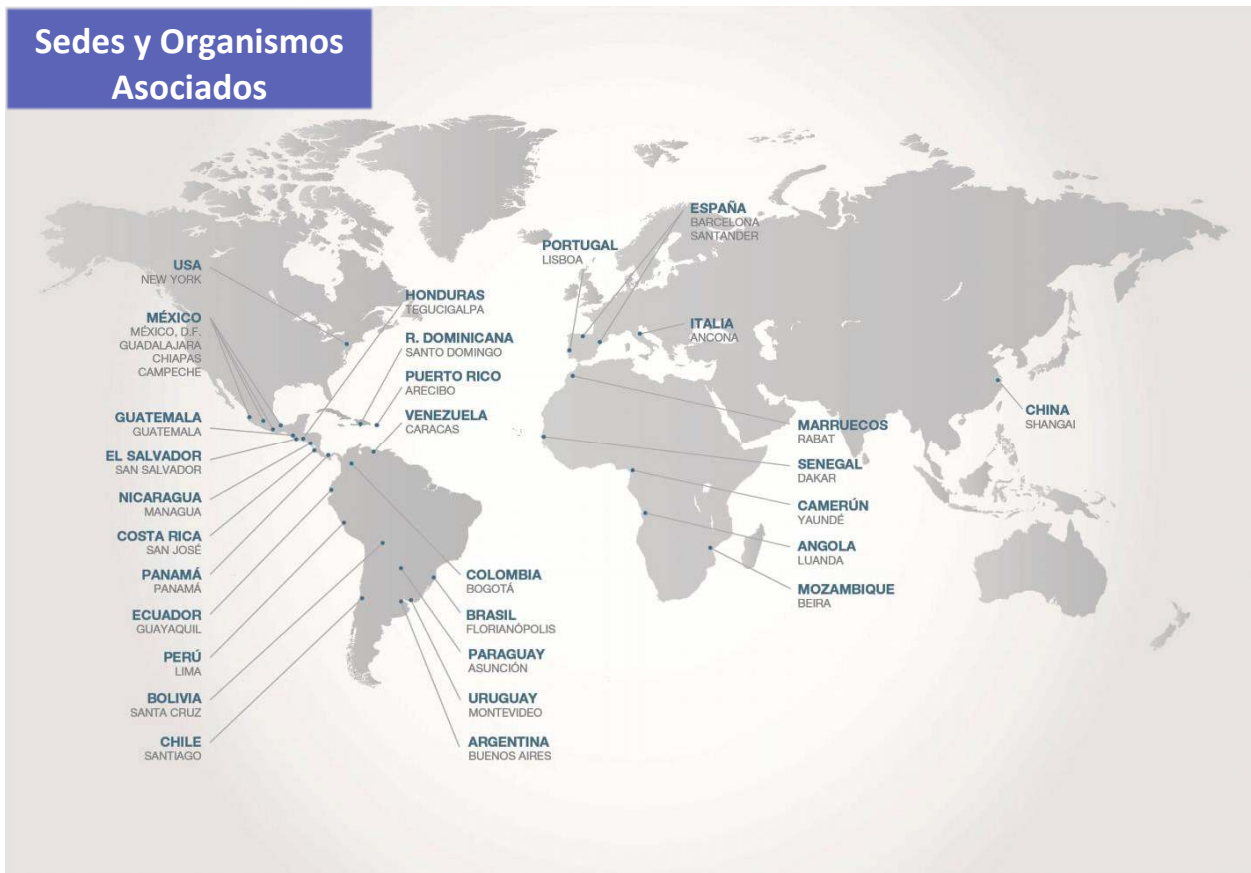 Sedes y Organismos
Asociados
USA
NEW YORK
MÉXICO
MÉXICO, D.F.
GUADALAJARA
CHIAPAS
CAMPECHE
GUATEMALA
GUATEMALA
EL SALVADOR
SAN SALVADOR
NICARAGUA
MANAGUA
COSTA RICA
SAN JOSÉ
PANAMÁ
PANAMÁ
ECUADOR
GUAYAQUIL
PERÚ
LIMA
BOLIVIA
SANTA CRUZ
CHILE
SANTIAGO
HONDURAS
TEGUCIGALPA
R. DOMINICANA
SANTO DOMINGO
PUERTO RICO
ARECIBO
VENEZUELA
CARACAS
COLOMBIA
BOGOTÁ
BRASIL
FLORIANÓPOLIS
PARAGUAY
ASUNCIÓN
URUGUAY
MONTEVIDEO
ARGENTINA
BUENOS AIRES
PORTUGAL
LISBOA
ESPAÑA
BARCELONA
SANTANDER
ITALIA
ANCONA
MARRUECOS
RABAT
SENEGAL
DAKAR
CAMERÚN
YAUNDÉ
ANGOLA
LUANDA
MOZAMBIQUE
BEIRA
CHINA
SHANGAI